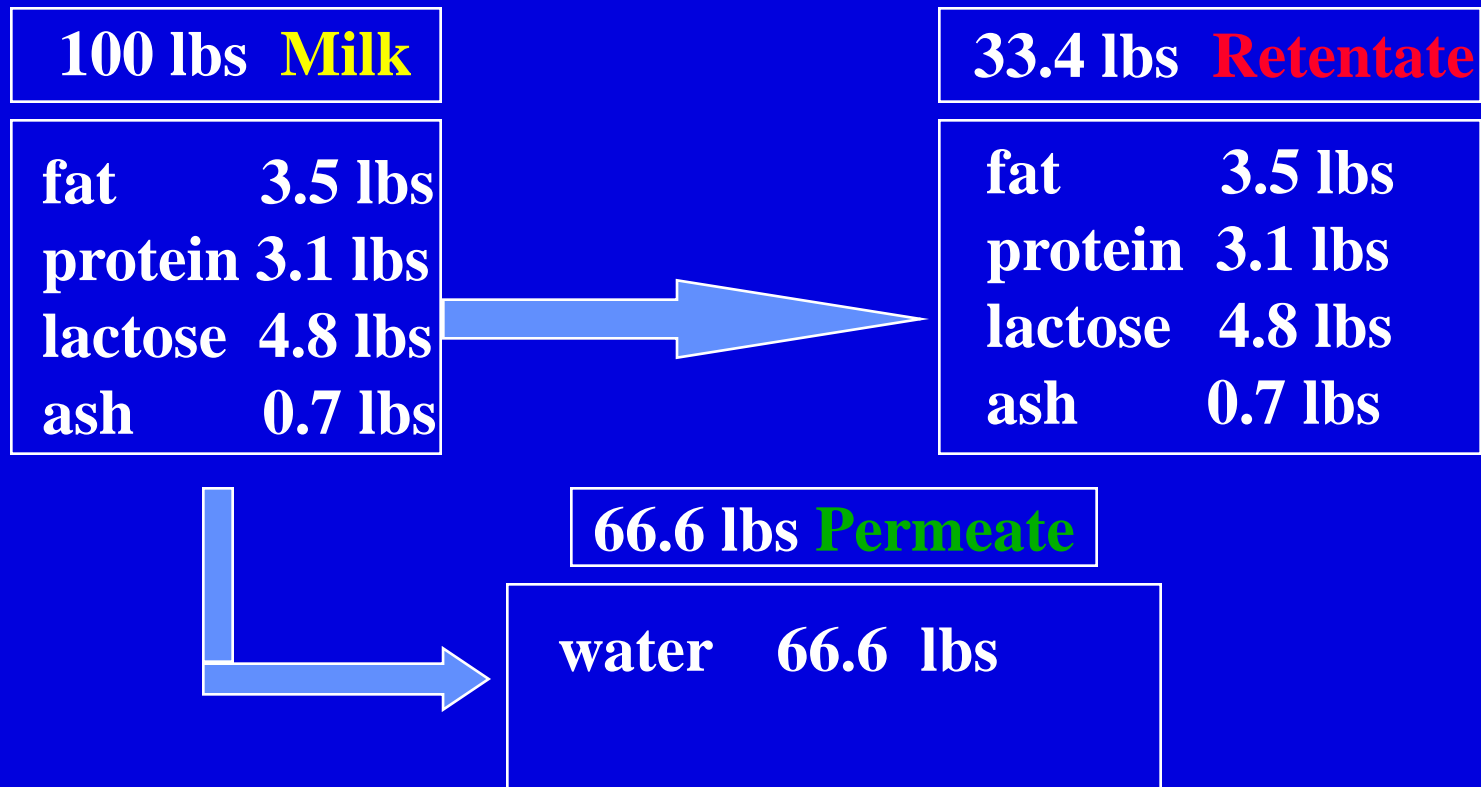 100 lbs Milk
fat 3.5 lbs
protein 3.1 lbs
lactose 4.8 lbs
ash 0.7 lbs
33.4 lbs Retentate
fat 3.5 lbs
protein 3.1 lbs
lactose 4.8 lbs
ash 0.7 lbs
66.6 lbs Permeate
water 66.6 lbs